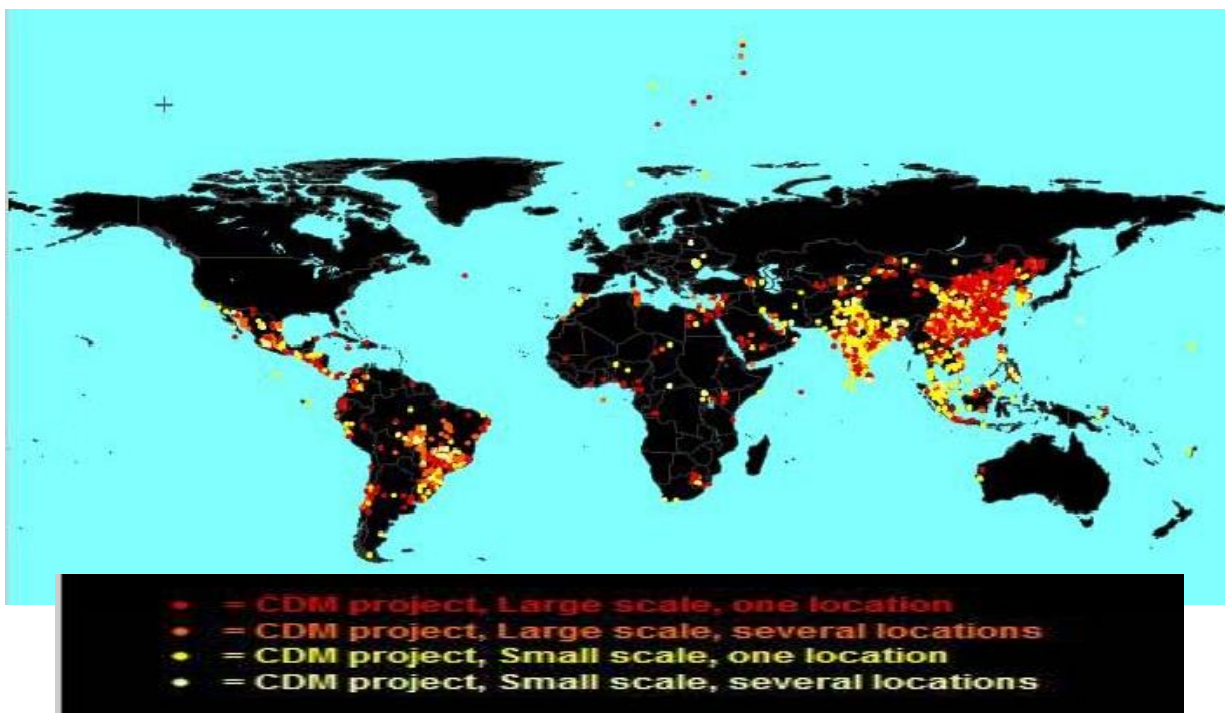 = CDM project, Large scale, one location
= CDM project, Large scale, several locations
= CDM project, Small scale, one location
= CDM project, Small scale, several locations